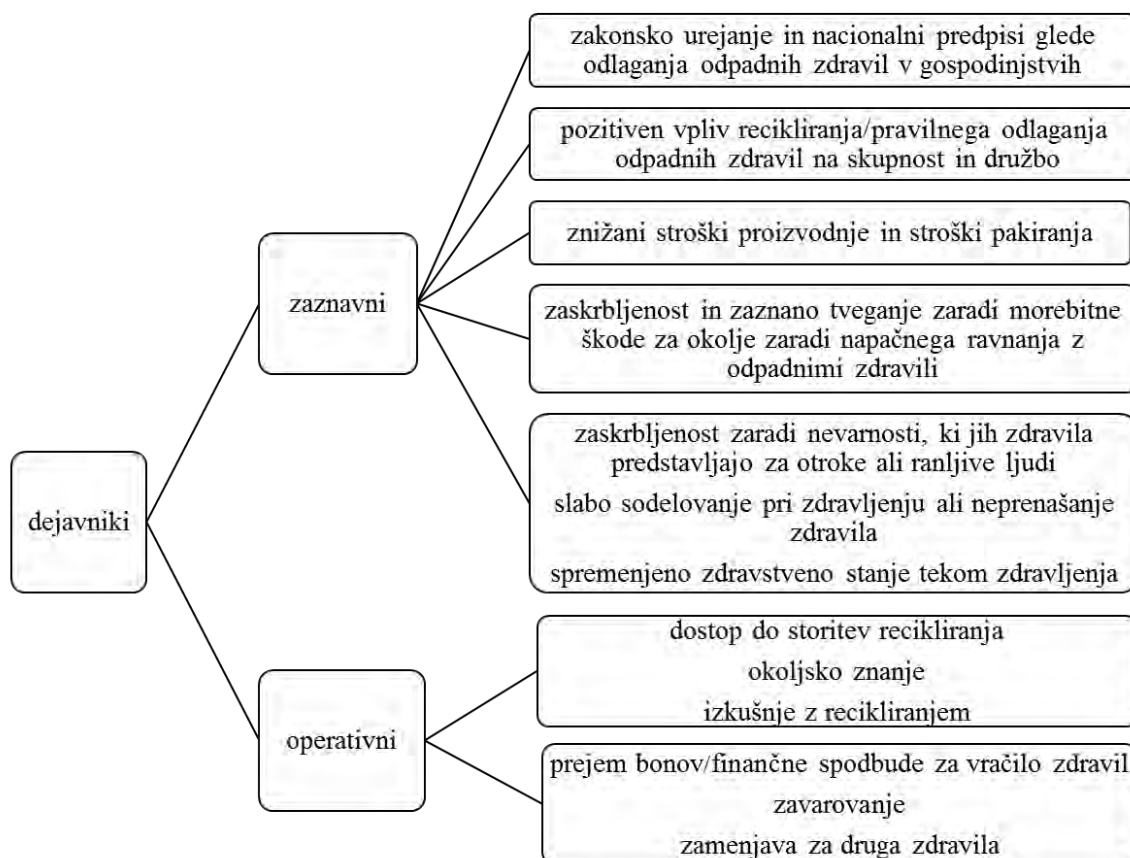 dejavniki
zaznavni
zakonsko urejanje in nacionalni predpisi glede
odlaganja odpadnih zdravil v gospodinjstvih
pozitiven vpliv recikliranja/pravilnega odlaganja
odpadnih zdravil na skupnost in družbo
znižani stroški proizvodnje in stroški pakiranja
zaskrbljenost in zaznano tveganje zaradi morebitne
škode za okolje zaradi napačnega ravnanja z
odpadnimi zdravili
zaskrbljenost zaradi nevarnosti, ki jih zdravila
predstavljajo za otroke ali ranljive ljudi
slabo sodelovanje pri zdravljenju ali neprenašanje
zdravila
spremenjeno zdravstveno stanje tekom zdravljenja
operativni
dostop do storitev recikliranja
okoljsko znanje
izkušnje z recikliranjem
prejem bonov/finančne spodbude za vračilo zdravil
zavarovanje
zamenjava za druga zdravila